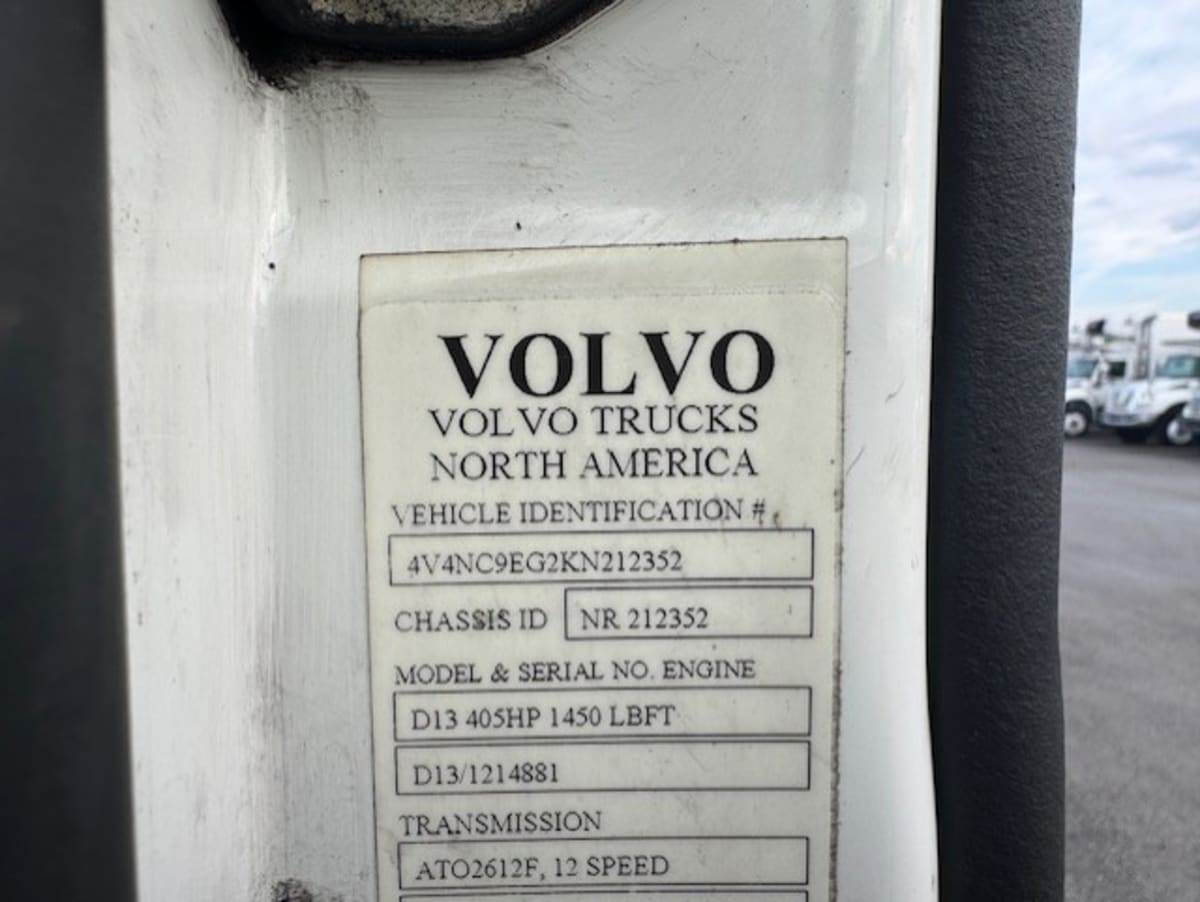 VOLVO
VOLVO TRUCKS
NORTH AMERICA
VEHICLE IDENTIFICATION #
4V4NC9EG2KN212352
CHASSIS ID NR 212352
MODEL & SERIAL NO. ENGINE
D13 405HP 1450 LBFT
D13/1214881
TRANSMISSION
ATO2612F, 12 SPEED